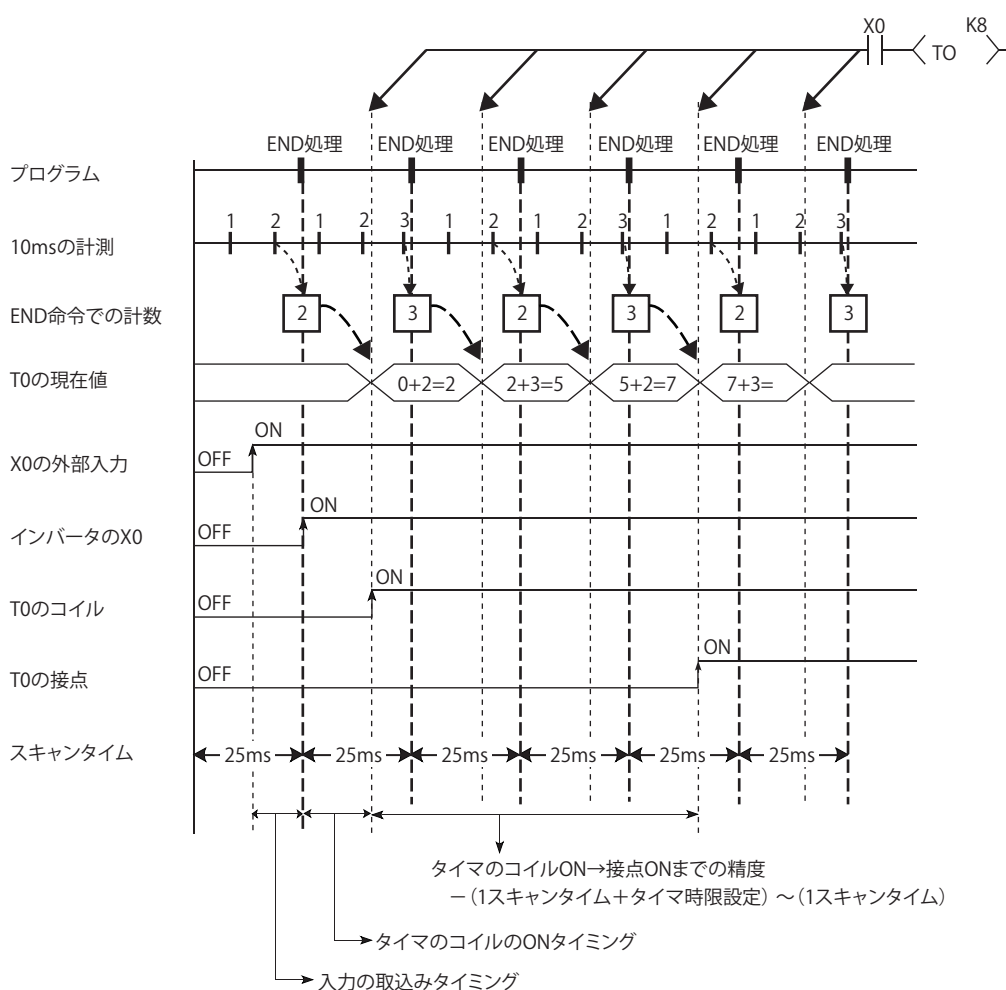 X0 K8
TO
END処理 END処理 END処理 END処理 END処理 END処理
プログラム
1 2 1 2 3 1 2 1 2 3 1 2 1 2 3
10msの計測
END命令での計数 2 3 2 3 2 3
T0の現在値 0+2=2 2+3=5 5+2=7 7+3=
ON
X0の外部入力 OFF
ON
インバータのX0 OFF
ON
T0のコイル OFF
ON
T0の接点 OFF
スキャンタイム 25ms 25ms 25ms 25ms 25ms 25ms
タイマのコイルON→接点ONまでの精度
－(1スキャンタイム＋タイマ時限設定) ～(1スキャンタイム)
タイマのコイルのONタイミング
入力の取込みタイミング